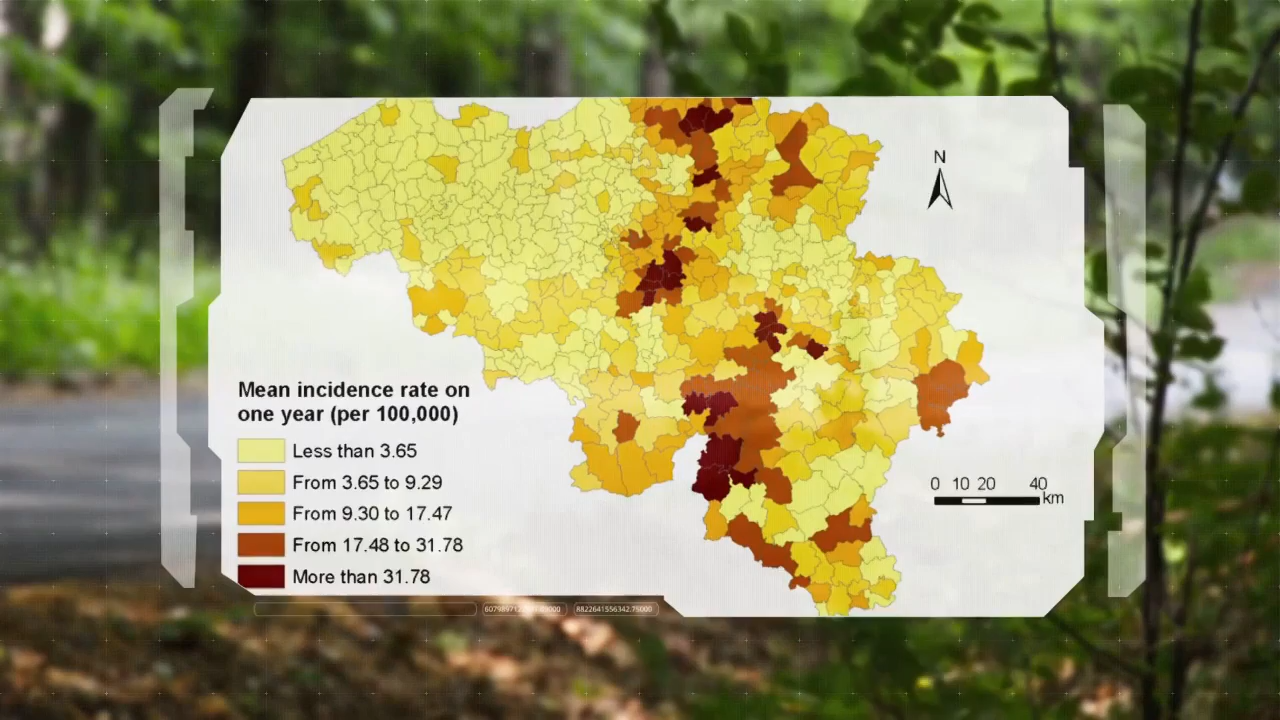 N
Mean incidence rate on
one year (per 100,000)
Less than 3.65
From 3.65 to 9.29
From 9.30 to 17.47
From 17.48 to 31.78
More than 31.78
0 10 20 40
km
8822641556342.75000